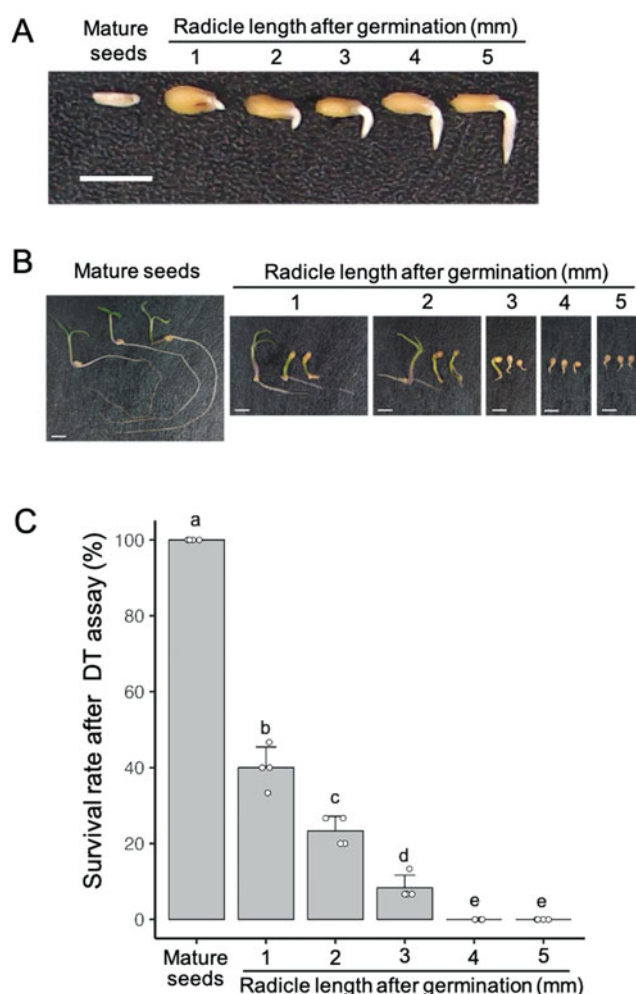 A
Mature seeds
Radicle length after germination (mm)
1 2 3 4 5
B
Mature seeds
Radicle length after germination (mm)
1 2 3 4 5
C
Survival rate after DT assay (%)
100
80
60
40
20
0
a
b
c
d
e
e
Mature seeds
1 2 3 4 5
Radicle length after germination (mm)